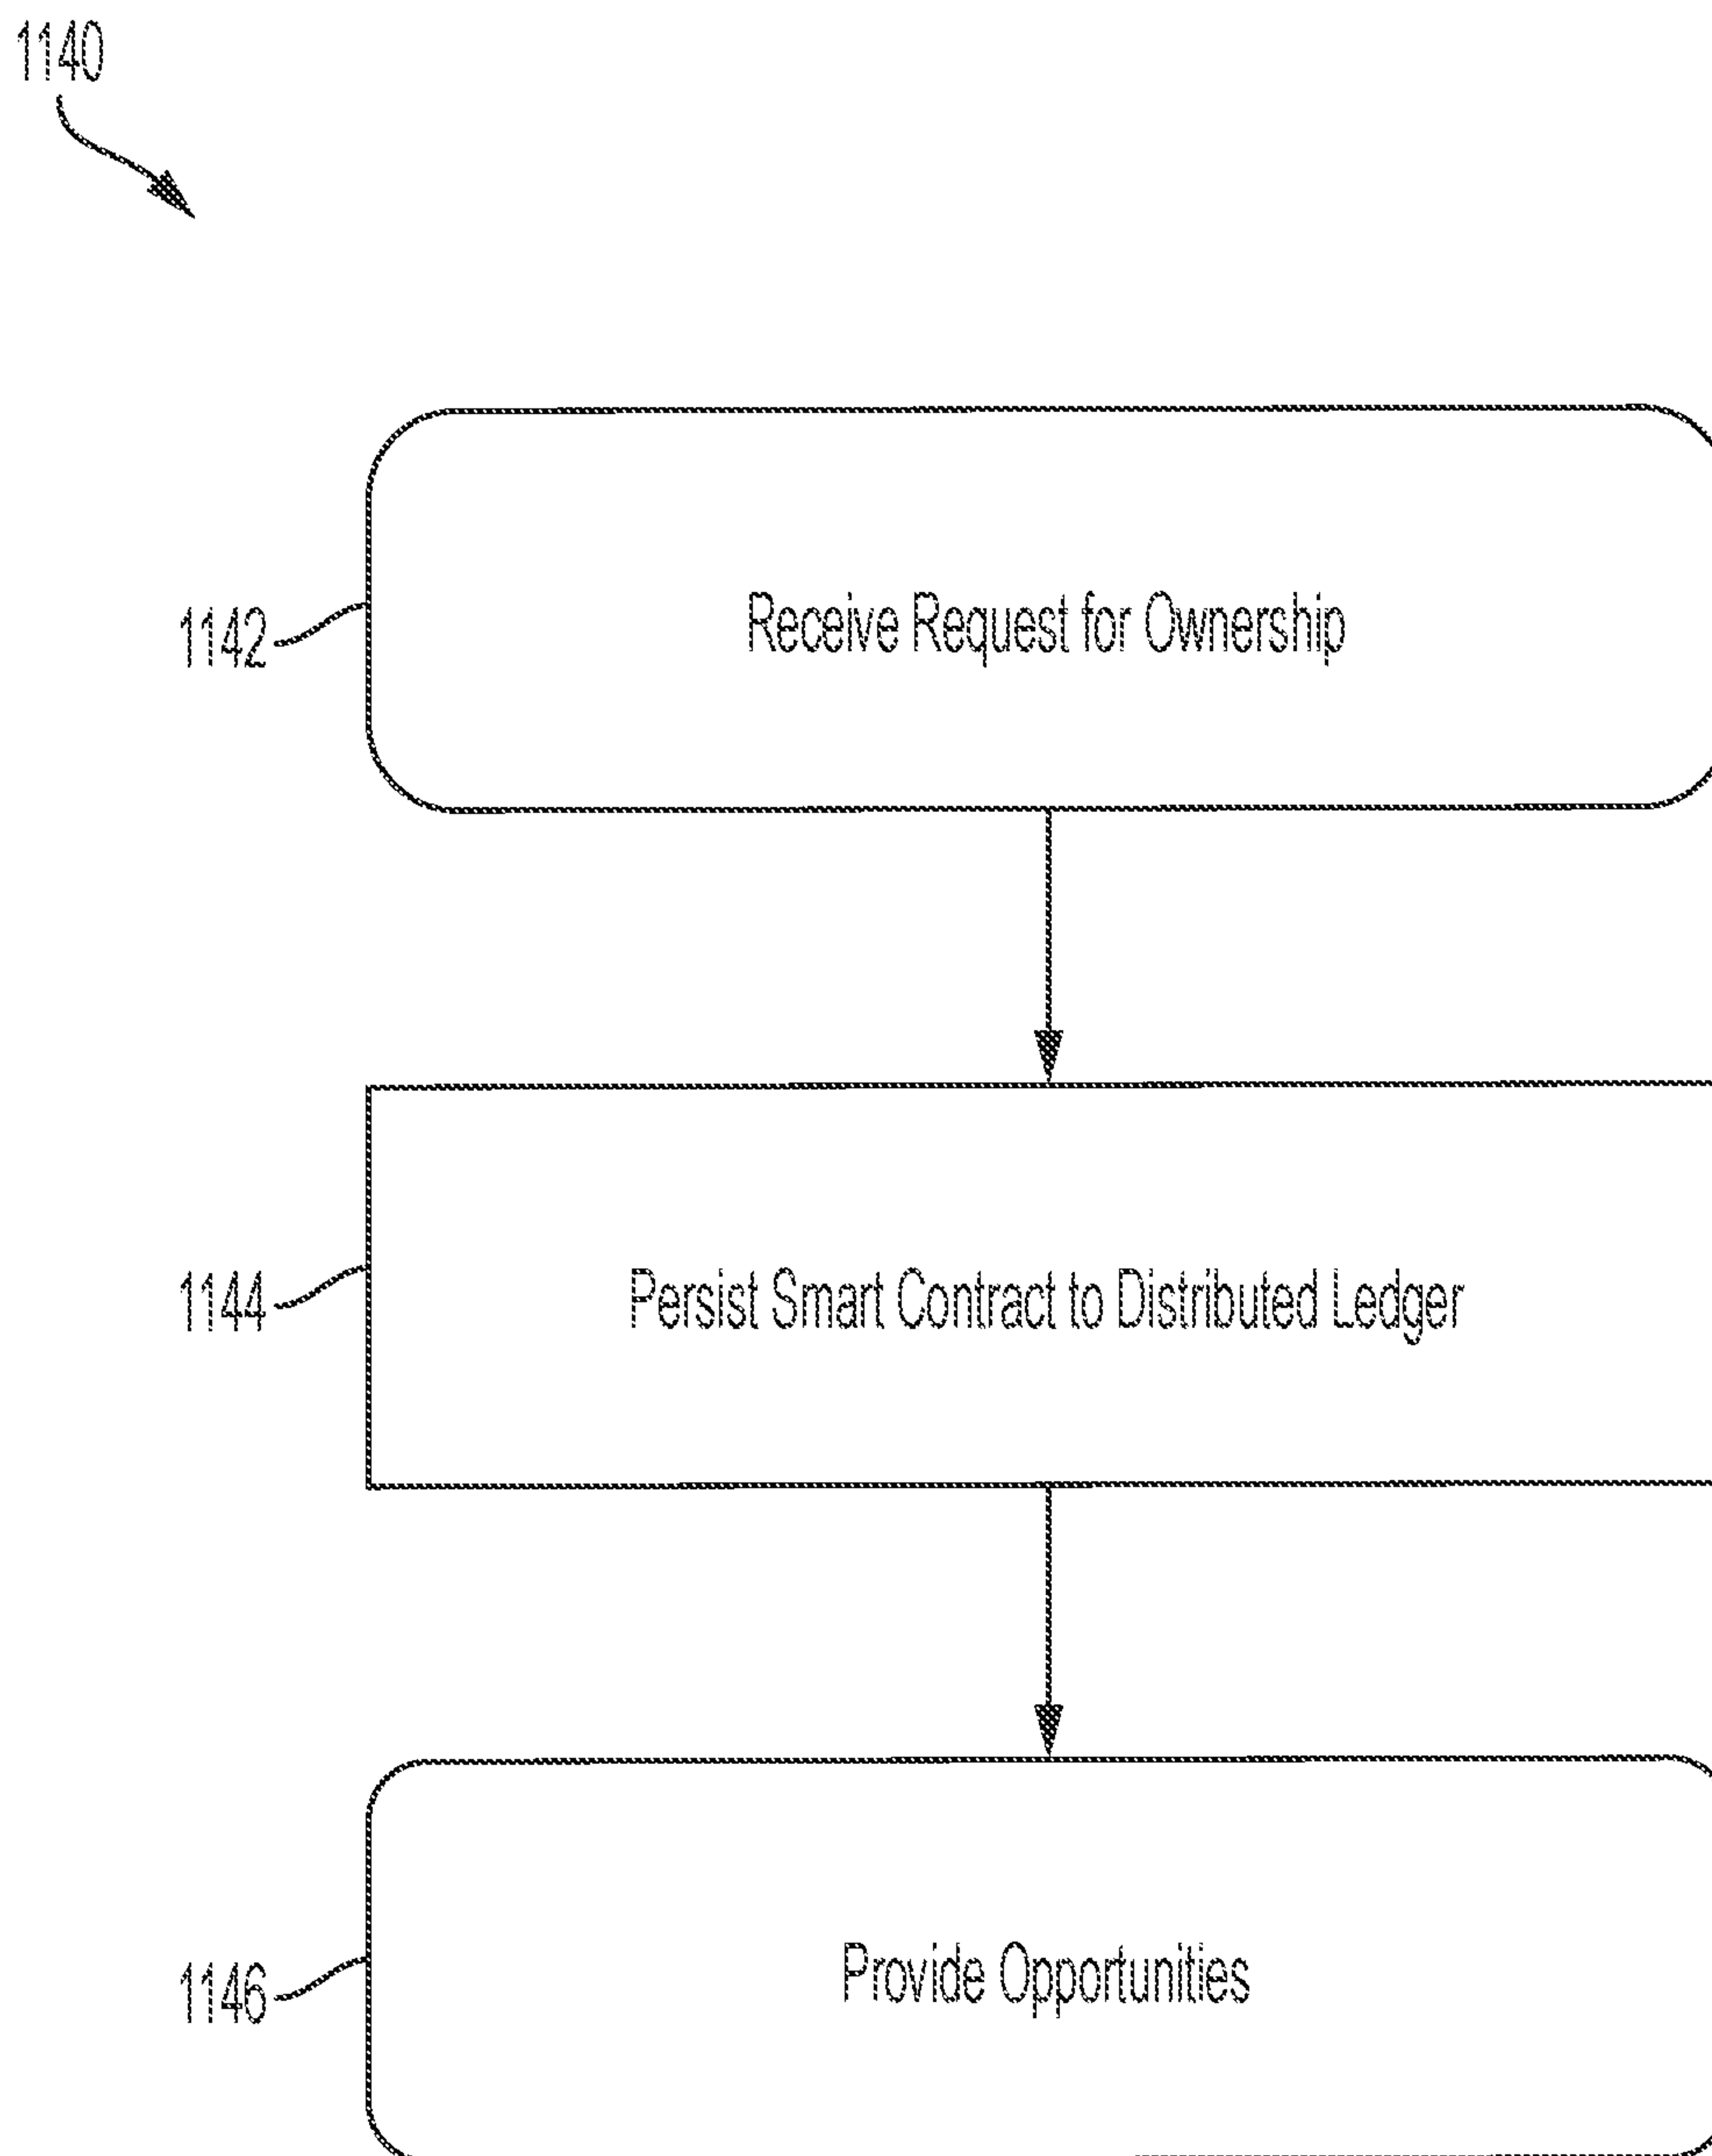 1140
1142
Receive Request for Ownership
1144
Persist Smart Contract to Distributed Ledger
1146
Provide Opportunities